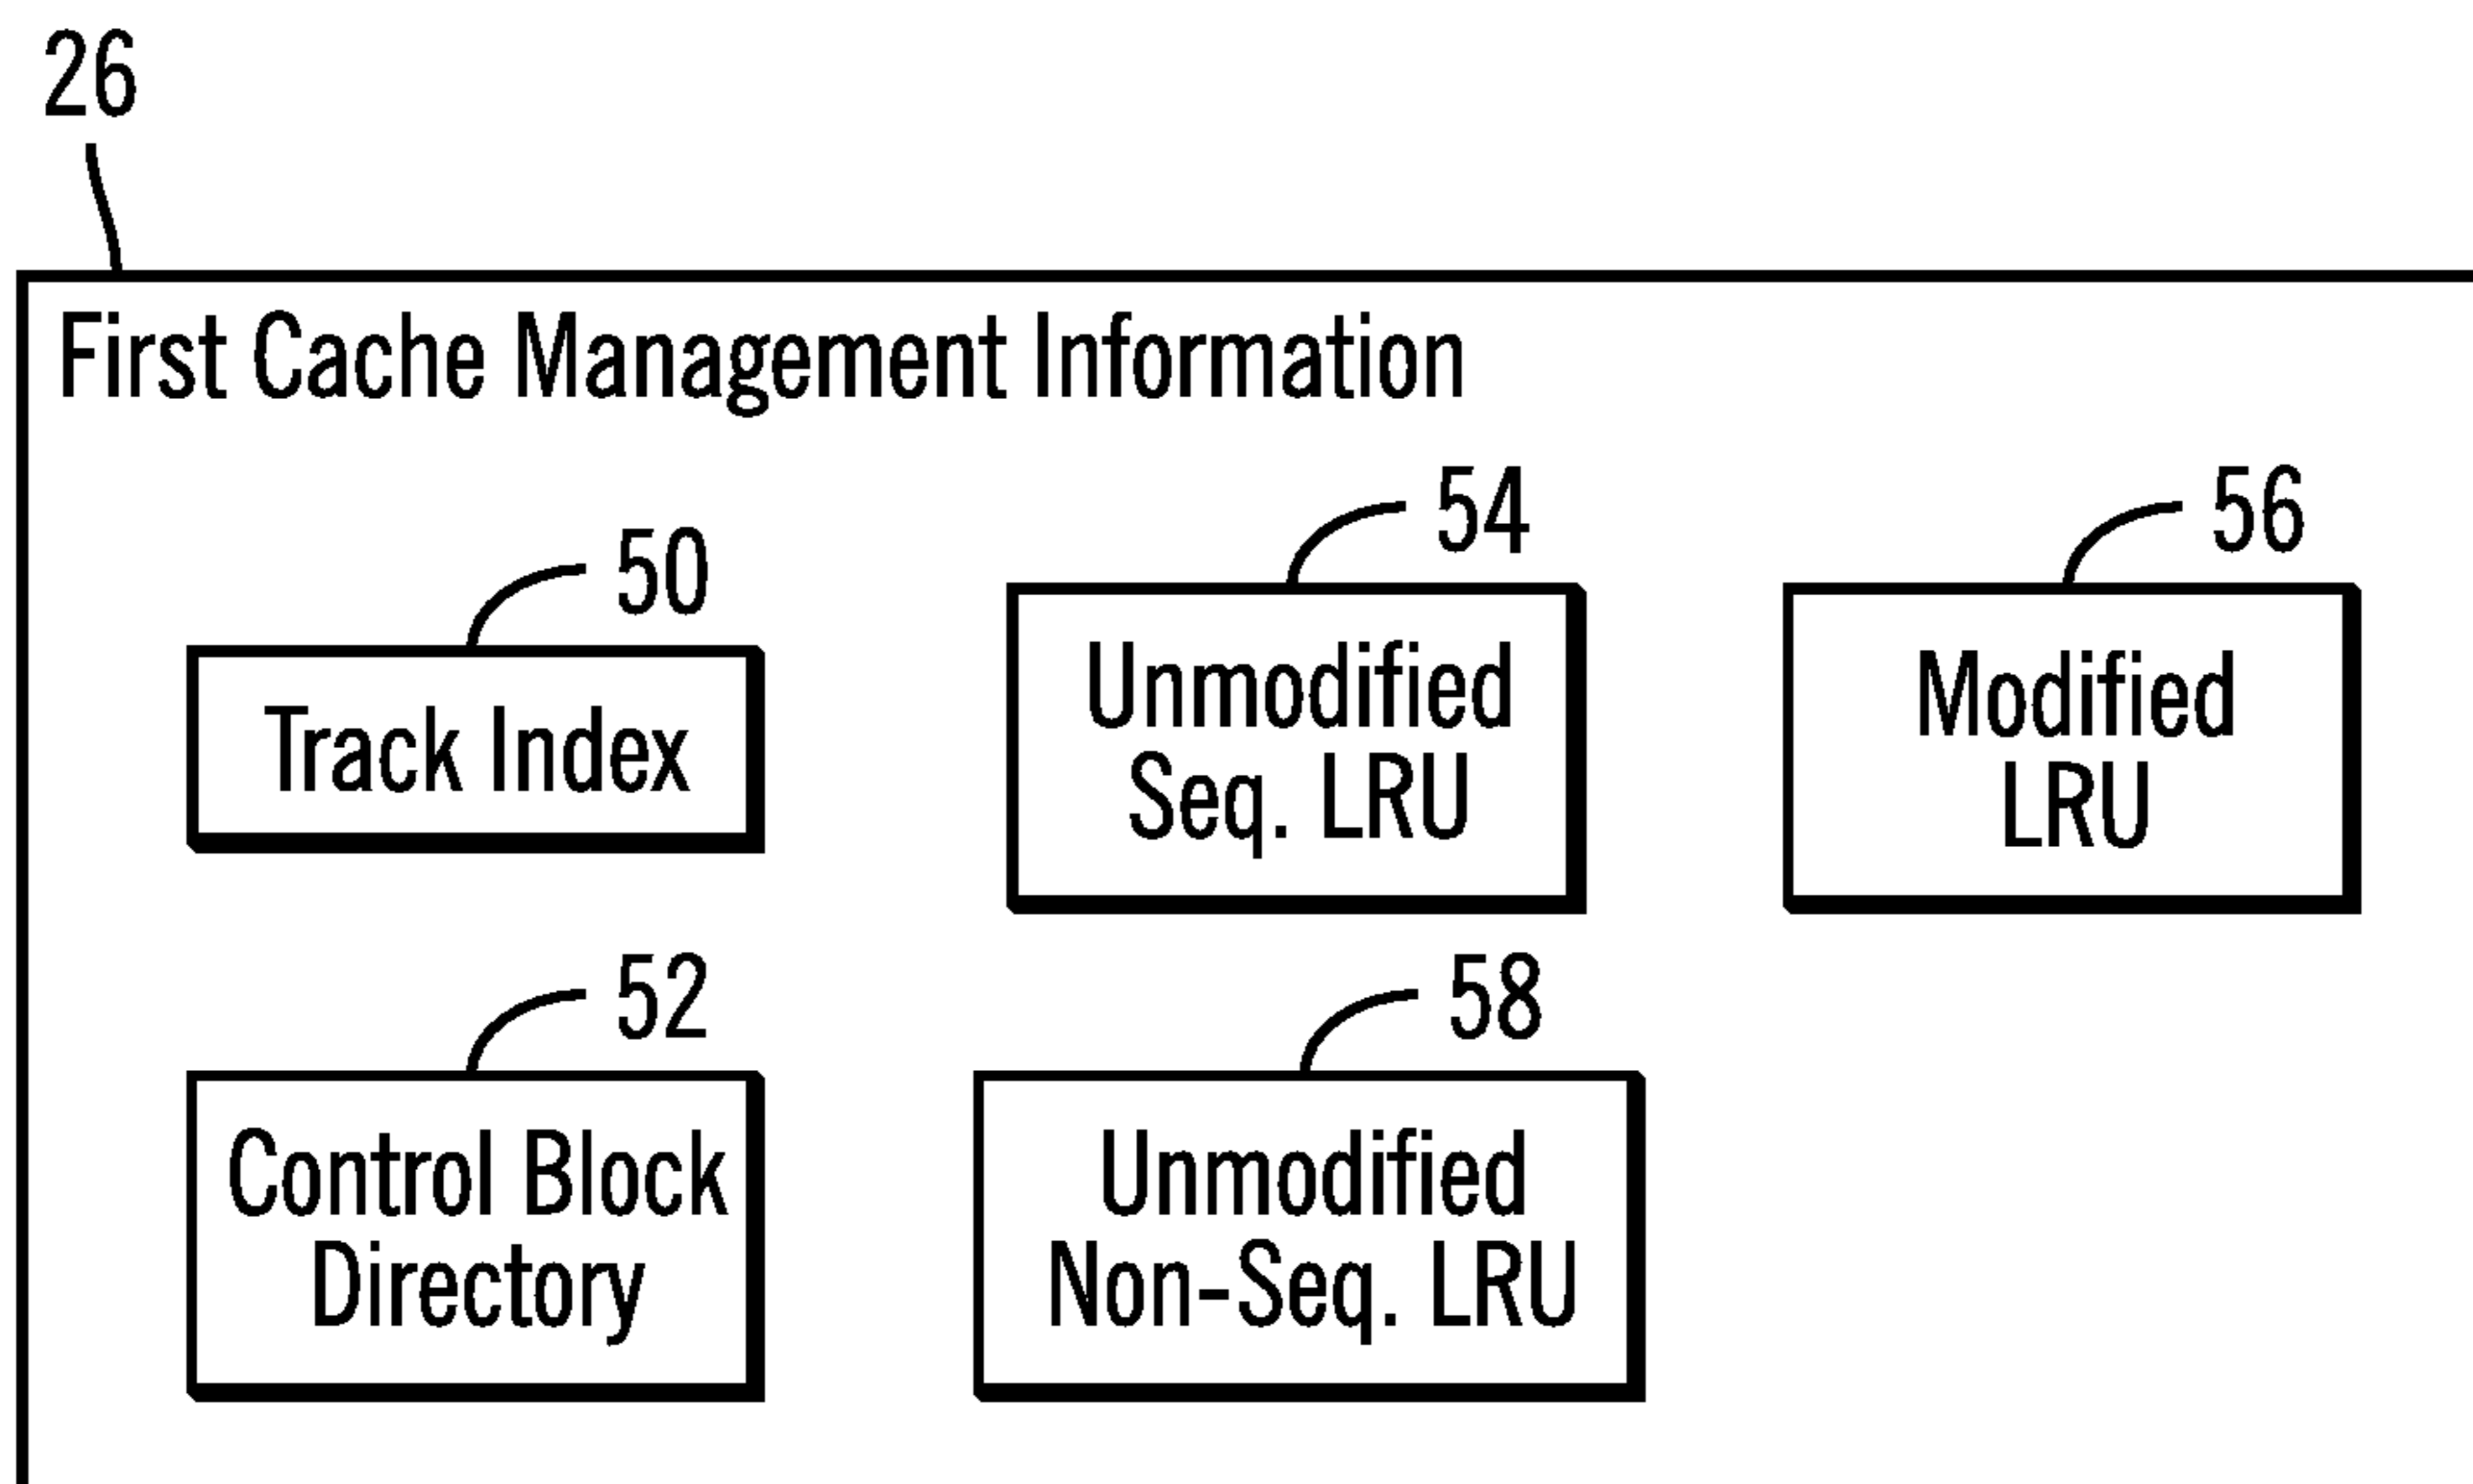 26
First Cache Management Information
50
Track Index
54
Unmodified
Seq. LRU
56
Modified
LRU
52
Control Block
Directory
58
Unmodified
Non-Seq. LRU